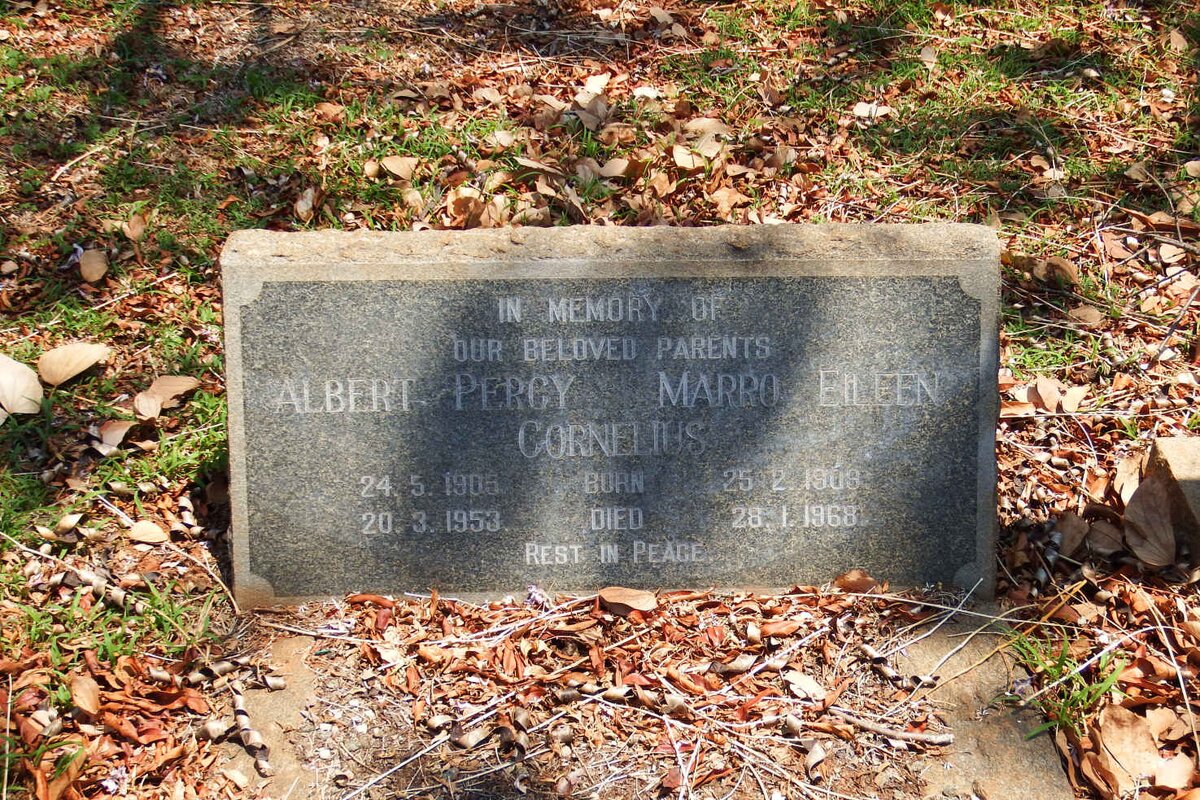 IN MEMORY OF
OUR BELOVED PARENTS
ALBERT PERCY MARRO EILEEN
CORNELIUS
24. 5. 1905 BORN 25. 2. 1909
20. 3. 1953. DIED 28. 1. 1968.
REST IN PEACE.